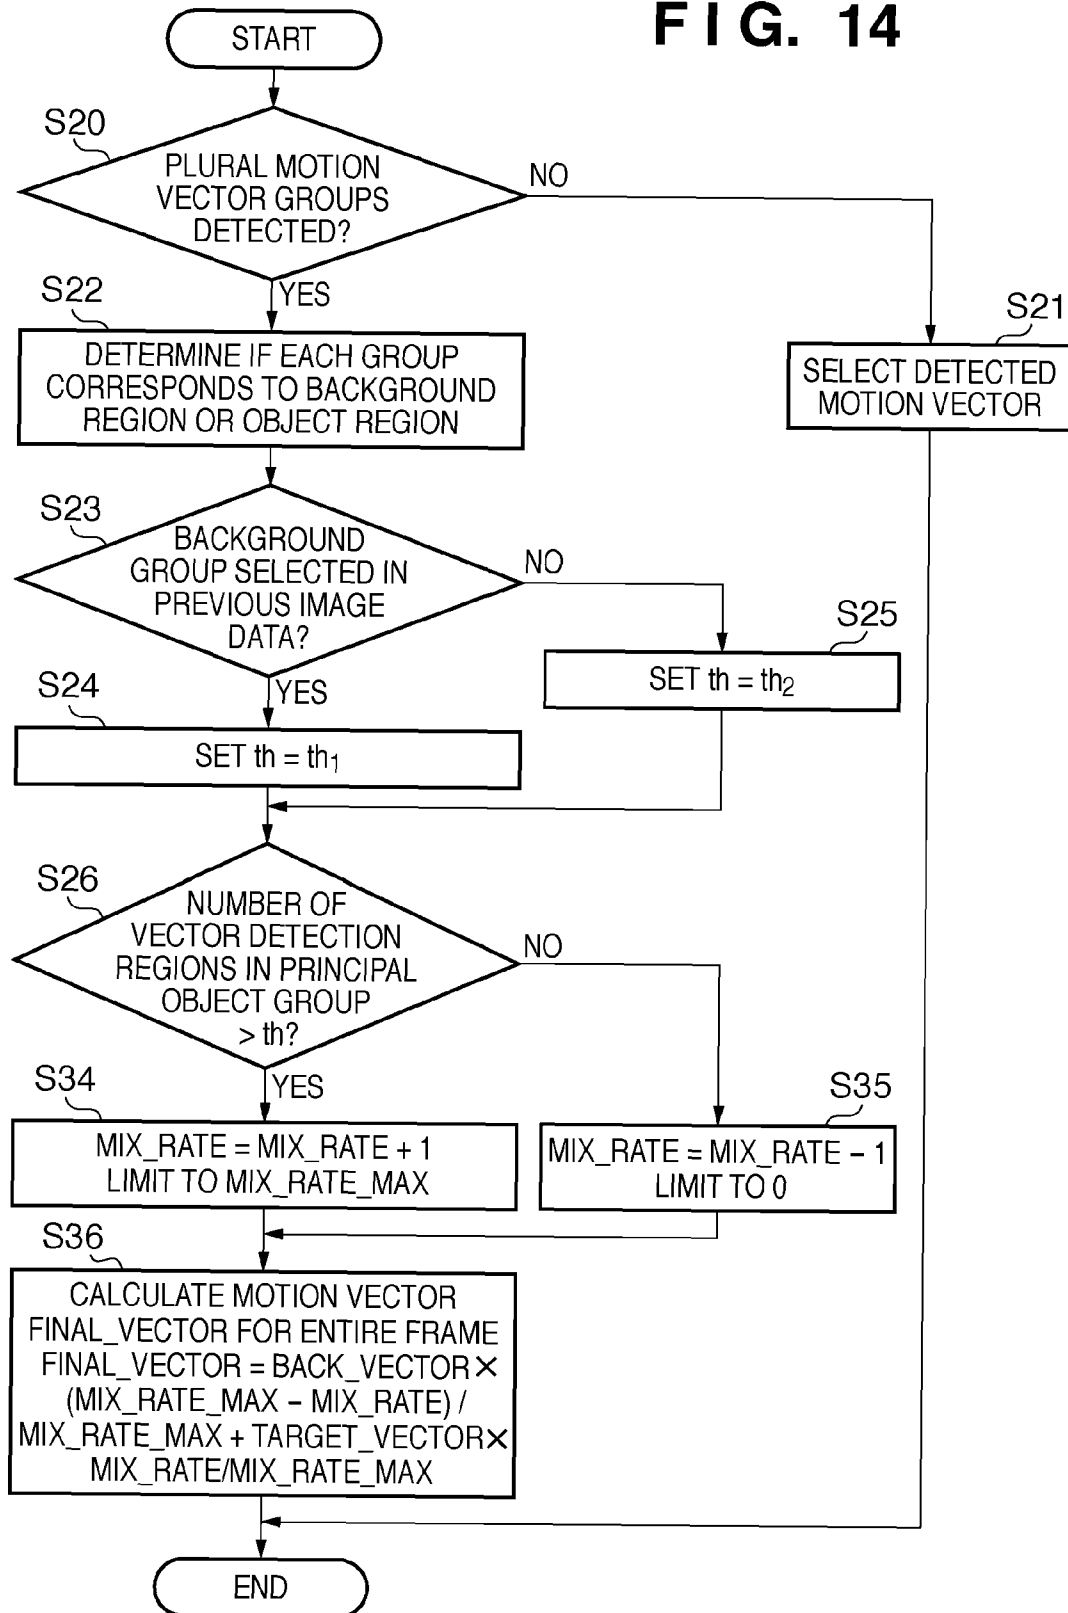 FIG. 14
START
S20
PLURAL MOTION
VECTOR GROUPS
DETECTED?
NO
YES
S22
DETERMINE IF EACH GROUP
CORRESPONDS TO BACKGROUND
REGION OR OBJECT REGION
S21
SELECT DETECTED
MOTION VECTOR
S23
BACKGROUND
GROUP SELECTED IN
PREVIOUS IMAGE
DATA?
NO
YES
S25
SET th = th2
S24
SET th = th1
S26
NUMBER OF
VECTOR DETECTION
REGIONS IN PRINCIPAL
OBJECT GROUP
> th?
NO
YES
S34
MIX_RATE = MIX_RATE + 1
LIMIT TO MIX_RATE_MAX
S35
MIX_RATE = MIX_RATE − 1
LIMIT TO 0
S36
CALCULATE MOTION VECTOR
FINAL_VECTOR FOR ENTIRE FRAME
FINAL_VECTOR = BACK_VECTOR×
(MIX_RATE_MAX − MIX_RATE) /
MIX_RATE_MAX + TARGET_VECTOR×
MIX_RATE/MIX_RATE_MAX
END